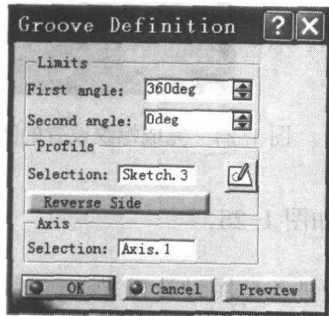 Groove Definition ? X
Limits
First angle: 360deg
Second angle: 0deg
Profile
Selection: Sketch.3
Reverse Side
Axis
Selection: Axis.1
OK Cancel Preview